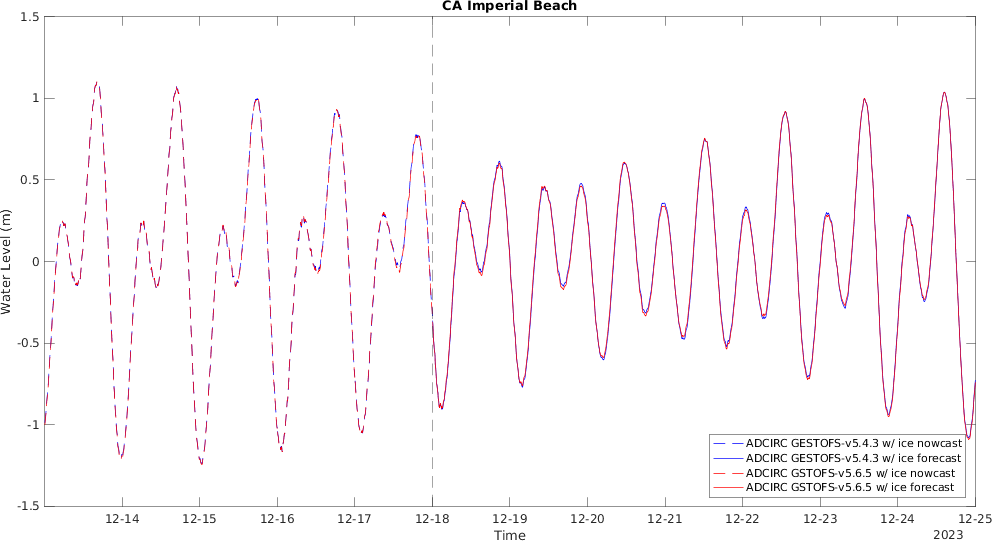 CA Imperial Beach
1.5
1
0.5
0
-0.5
-1
-1.5
Water Level (m)
12-14 12-15 12-16 12-17 12-18 12-19 12-20 12-21 12-22 12-23 12-24 12-25
Time
2023
ADCIRC GESTOFS-v5.4.3 w/ ice nowcast
ADCIRC GESTOFS-v5.4.3 w/ ice forecast
ADCIRC GSTOFS-v5.6.5 w/ ice nowcast
ADCIRC GSTOFS-v5.6.5 w/ ice forecast